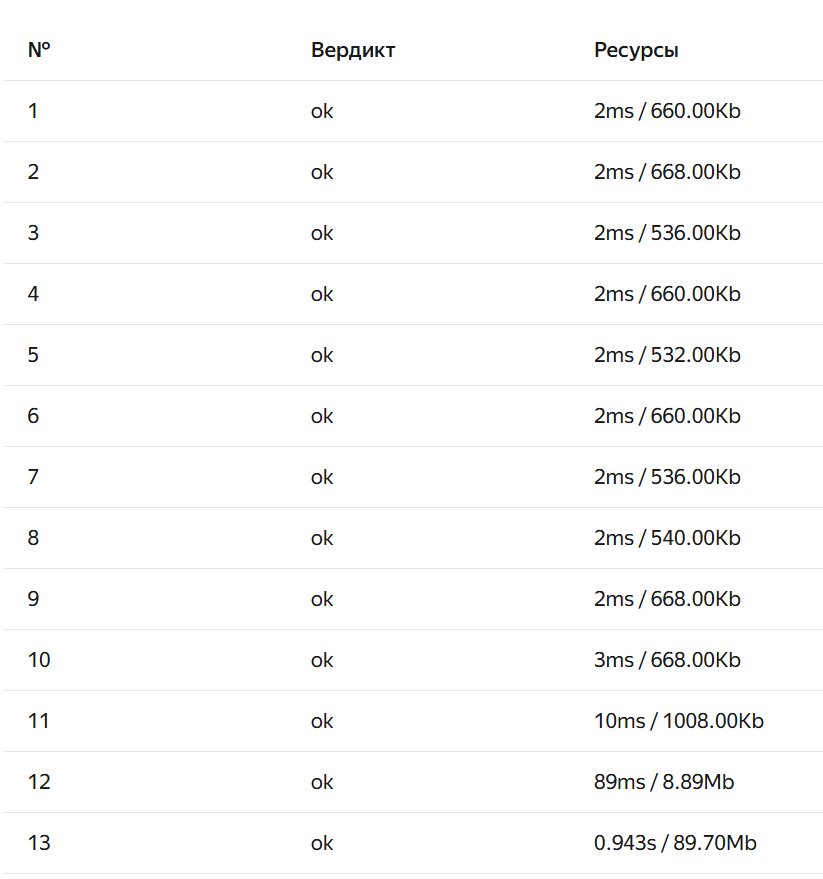 Nº Вердикт Ресурсы
1 ok 2ms / 660.00Kb
2 ok 2ms / 668.00Kb
3 ok 2ms / 536.00Kb
4 ok 2ms / 660.00Kb
5 ok 2ms / 532.00Kb
6 ok 2ms / 660.00Kb
7 ok 2ms / 536.00Kb
8 ok 2ms / 540.00Kb
9 ok 2ms / 668.00Kb
10 ok 3ms / 668.00Kb
11 ok 10ms / 1008.00Kb
12 ok 89ms / 8.89Mb
13 ok 0.943s / 89.70Mb